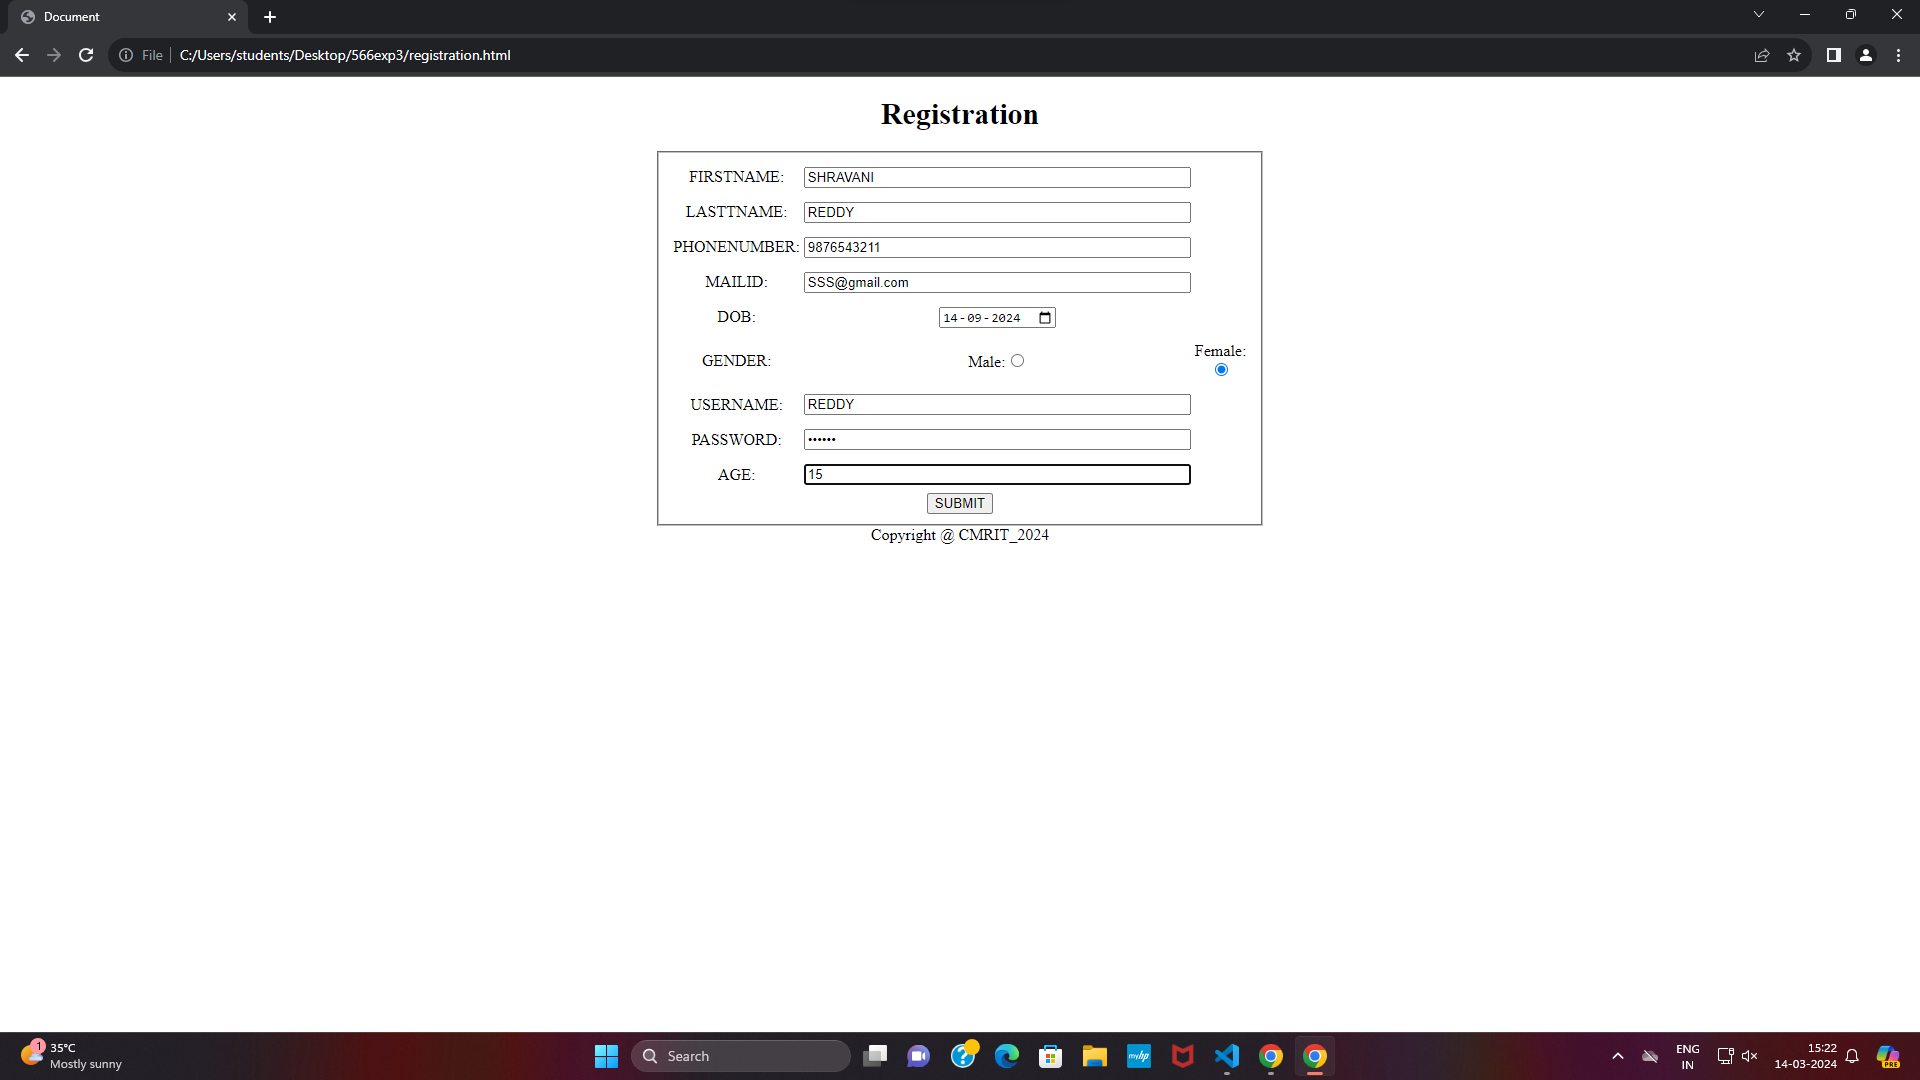 Document
File C:/Users/students/Desktop/566exp3/registration.html
Registration
FIRSTNAME: SHRAVANI
LASTTNAME: REDDY
PHONENUMBER: 9876543211
MAILID: SSS@gmail.com
DOB: 14-09-2024
GENDER: Male: Female:
USERNAME: REDDY
PASSWORD: ••••••
AGE: 15
SUBMIT
Copyright @ CMRIT_2024
1
35°C
Mostly sunny
Search
myhp
ENG
IN
15:22
14-03-2024
PRE